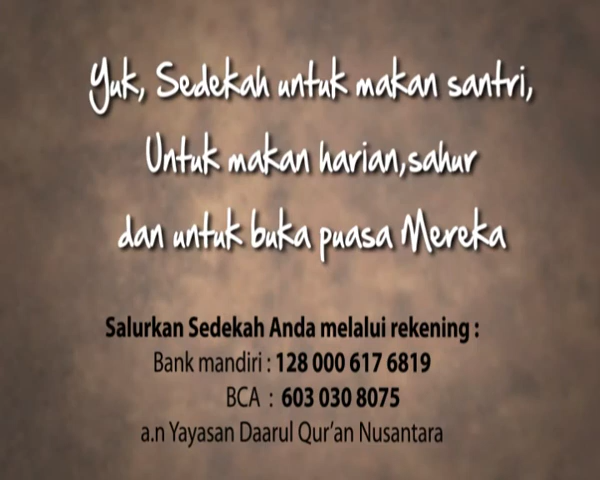 Yuk, Sedekah untuk makan santri,
Untuk makan harian,sahur
dan untuk buka puasa Mereka
Salurkan Sedekah Anda melalui rekening :
Bank mandiri : 128 000 617 6819
BCA : 603 030 8075
a.n Yayasan Daarul Qur'an Nusantara